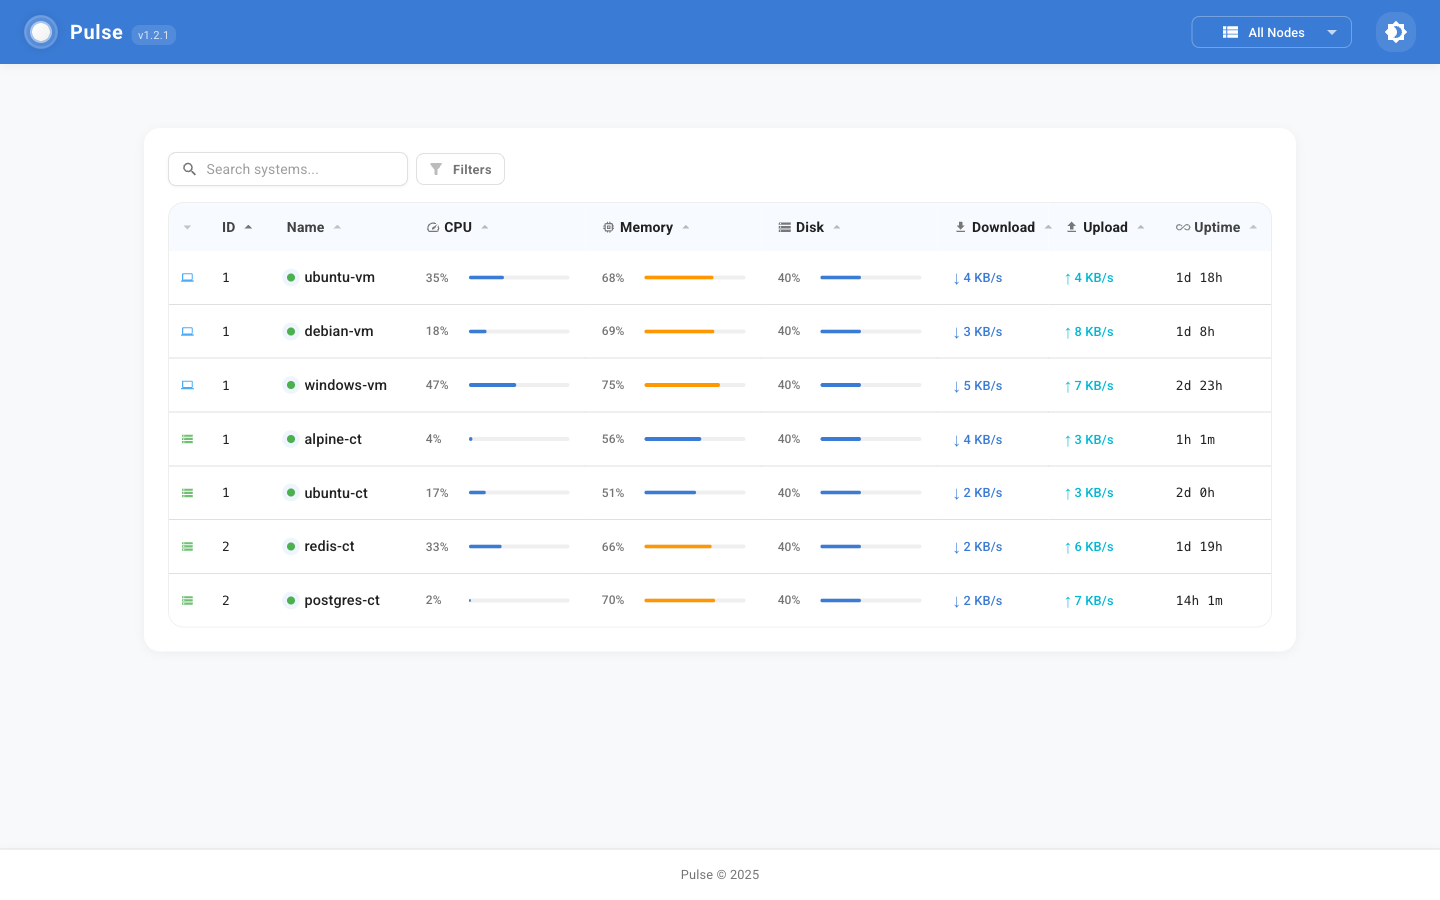 Pulse v1.2.1 All Nodes
Search systems... Filters
ID Name CPU Memory Disk Download Upload Uptime
1 ubuntu-vm 35% 68% 40% ↓ 4 KB/s ↑ 4 KB/s 1d 18h
1 debian-vm 18% 69% 40% ↓ 3 KB/s ↑ 8 KB/s 1d 8h
1 windows-vm 47% 75% 40% ↓ 5 KB/s ↑ 7 KB/s 2d 23h
1 alpine-ct 4% 56% 40% ↓ 4 KB/s ↑ 3 KB/s 1h 1m
1 ubuntu-ct 17% 51% 40% ↓ 2 KB/s ↑ 3 KB/s 2d 0h
2 redis-ct 33% 66% 40% ↓ 2 KB/s ↑ 6 KB/s 1d 19h
2 postgres-ct 2% 70% 40% ↓ 2 KB/s ↑ 7 KB/s 14h 1m
Pulse © 2025